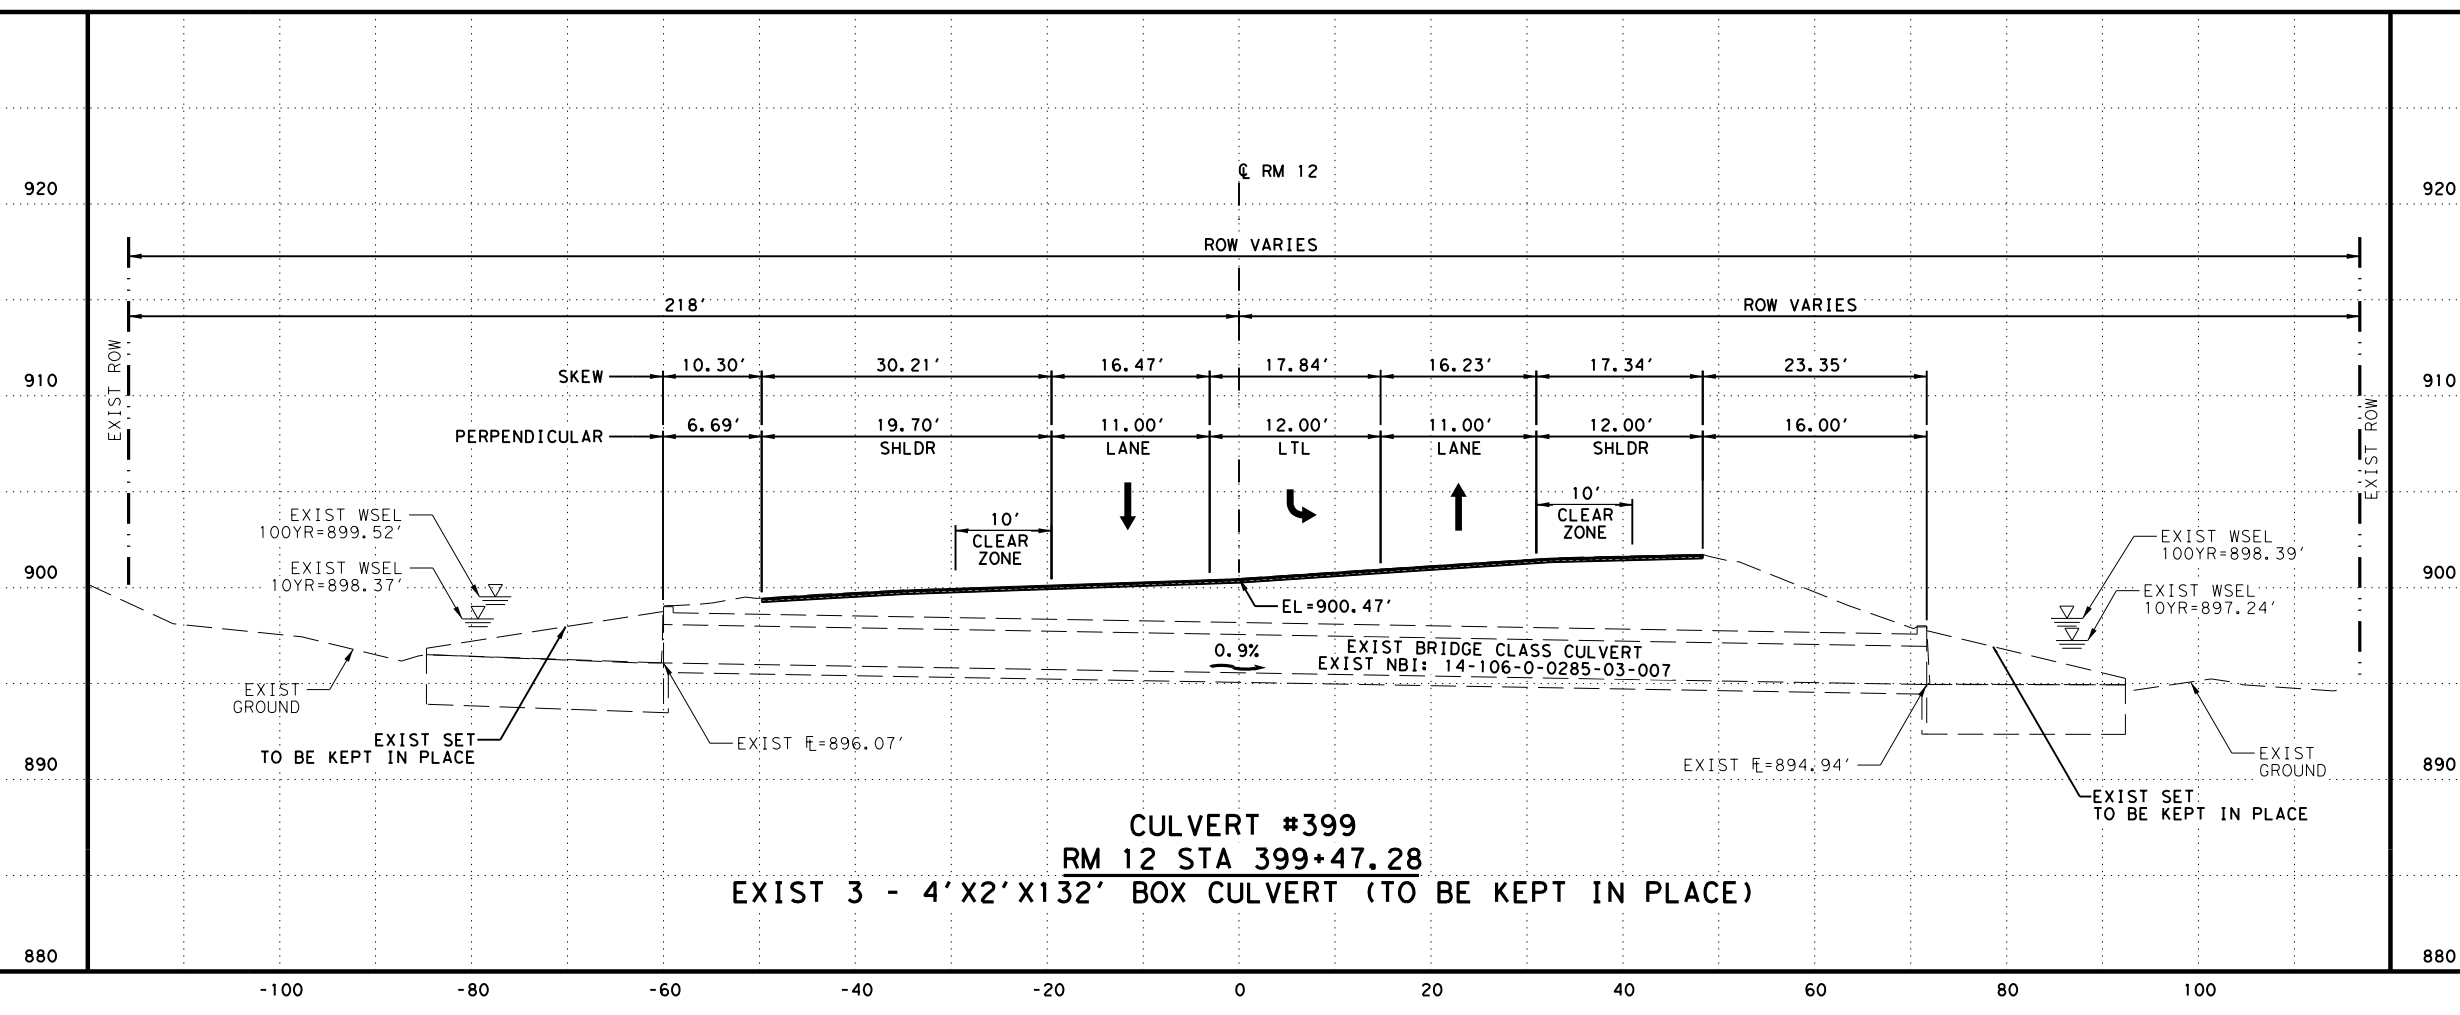 ℄ RM 12
920
920
ROW VARIES
218'
ROW VARIES
EXIST ROW
EXIST ROW
SKEW
10.30'
30.21'
16.47'
17.84'
16.23'
17.34'
23.35'
910
910
PERPENDICULAR
6.69'
19.70'
11.00'
12.00'
11.00'
12.00'
16.00'
SHLDR
LANE
LTL
LANE
SHLDR
10'
CLEAR
ZONE
10'
CLEAR
ZONE
EXIST WSEL
100YR=899.52'
EXIST WSEL
10YR=898.37'
EXIST WSEL
100YR=898.39'
EXIST WSEL
10YR=897.24'
900
900
EL=900.47'
0.9%
EXIST BRIDGE CLASS CULVERT
EXIST NBI: 14-106-0-0285-03-007
EXIST
GROUND
EXIST SET
TO BE KEPT IN PLACE
EXIST FL=896.07'
EXIST FL=894.94'
EXIST
GROUND
890
890
EXIST SET
TO BE KEPT IN PLACE
CULVERT #399
RM 12 STA 399+47.28
EXIST 3 - 4'X2'X132' BOX CULVERT (TO BE KEPT IN PLACE)
880
880
-100
-80
-60
-40
-20
0
20
40
60
80
100